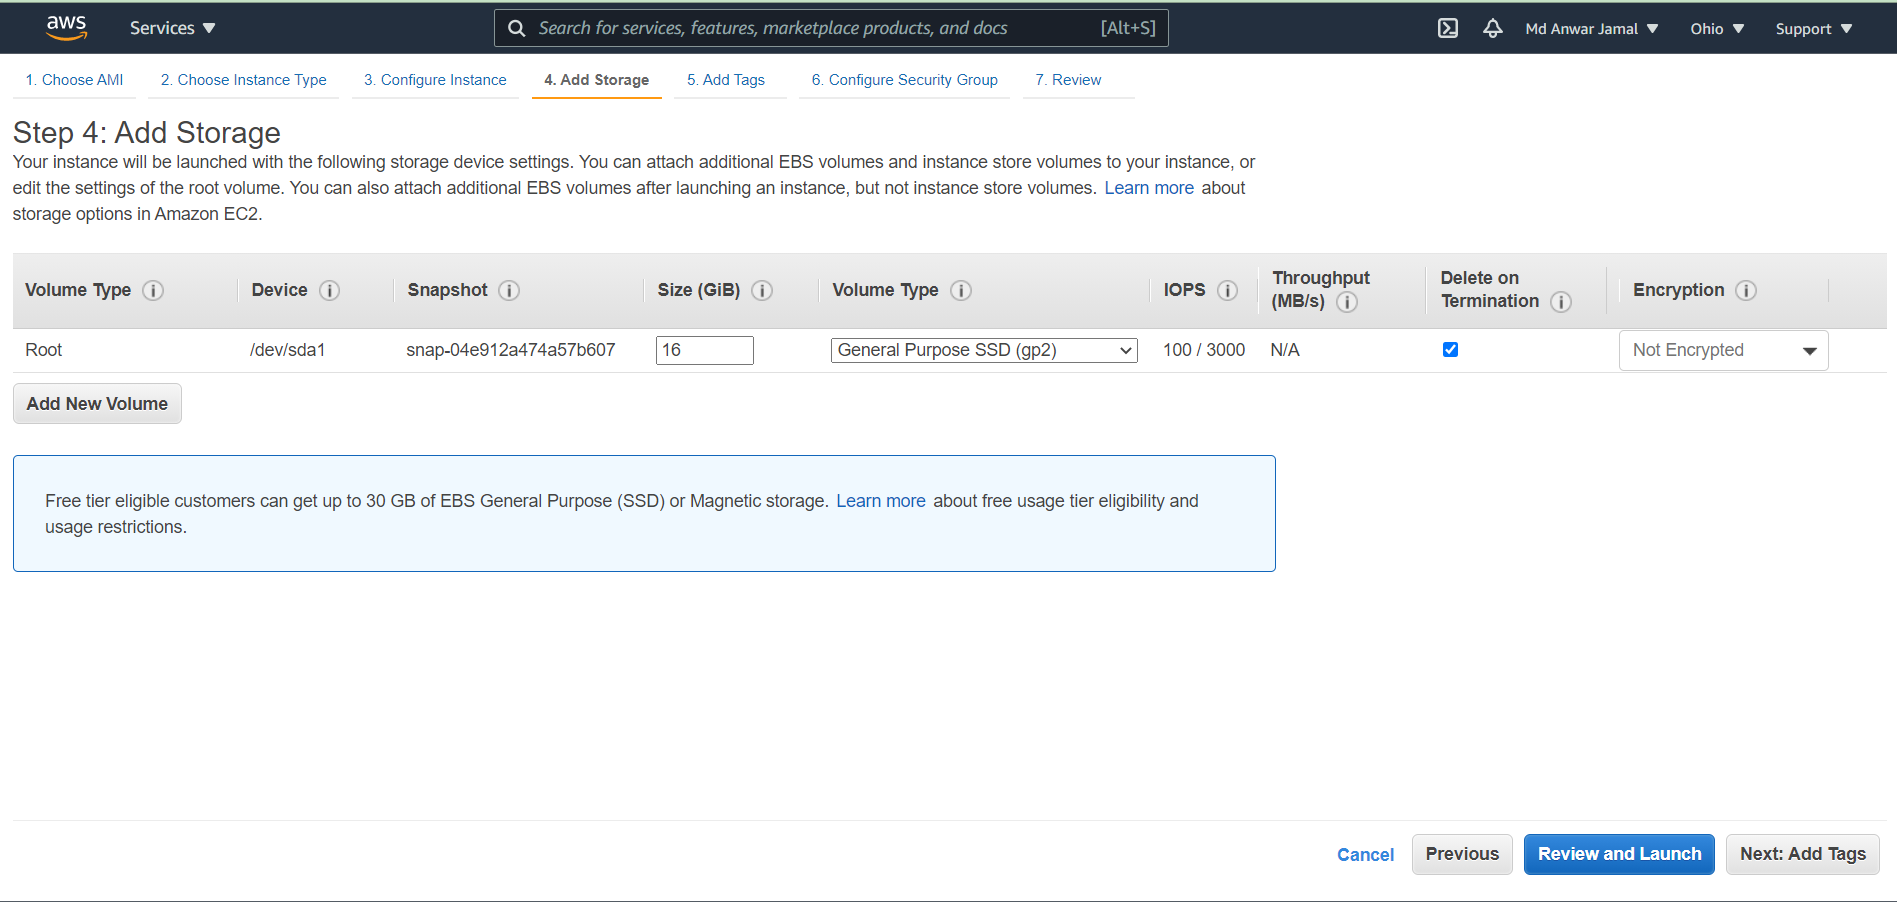 aws Services Search for services, features, marketplace products, and docs [Alt+S] Md Anwar Jamal Ohio Support
1. Choose AMI 2. Choose Instance Type 3. Configure Instance 4. Add Storage 5. Add Tags 6. Configure Security Group 7. Review
Step 4: Add Storage
Your instance will be launched with the following storage device settings. You can attach additional EBS volumes and instance store volumes to your instance, or
edit the settings of the root volume. You can also attach additional EBS volumes after launching an instance, but not instance store volumes. Learn more about
storage options in Amazon EC2.
Volume Type i Device i Snapshot i Size (GiB) i Volume Type i IOPS i Throughput (MB/s) i Delete on Termination i Encryption i
Root /dev/sda1 snap-04e912a474a57b607 16 General Purpose SSD (gp2) 100 / 3000 N/A Not Encrypted
Add New Volume
Free tier eligible customers can get up to 30 GB of EBS General Purpose (SSD) or Magnetic storage. Learn more about free usage tier eligibility and
usage restrictions.
Cancel Previous Review and Launch Next: Add Tags